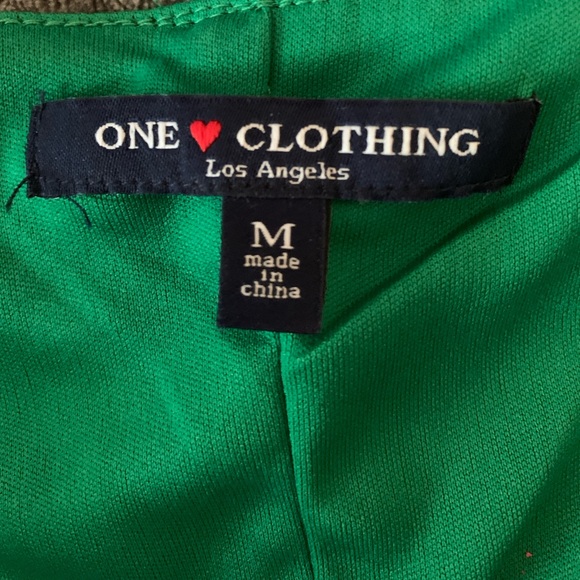 ONE ♥ CLOTHING
Los Angeles
M
made
in
china